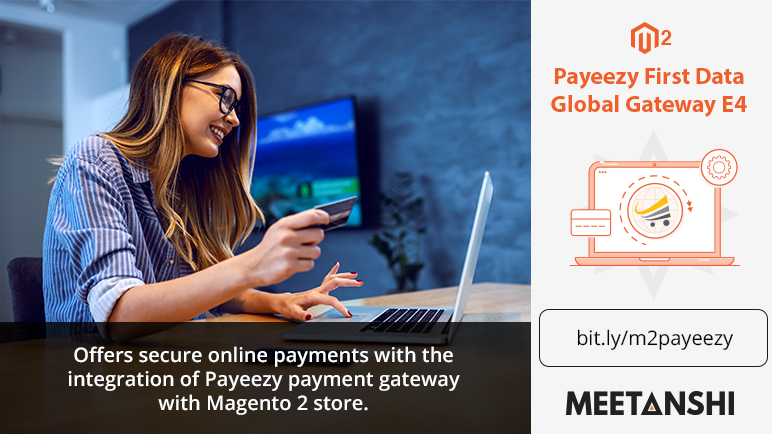 Offers secure online payments with the
integration of Payeezy payment gateway
with Magento 2 store.
2
Payeezy First Data
Global Gateway E4
bit.ly/m2payeezy
MEETANSHI